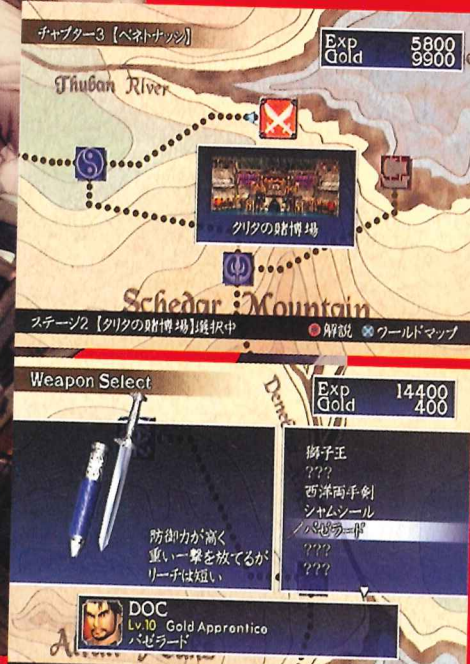 チャプター3【ベネトナッシ】
Exp 5800
Gold 9900
Thuban River
タリタの賭博場
Schedar Mountain
ステージ2【タリタの賭博場】選択中
解説 ワールドマップ
Weapon Select
Exp 14400
Gold 400
獅子王
???
西洋両手剣
シャムシール
バゼラード
???
???
防御力が高く
重い一撃を放てるが
リーチは短い
DOC
Lv.10 Gold Apprentice
バゼラード